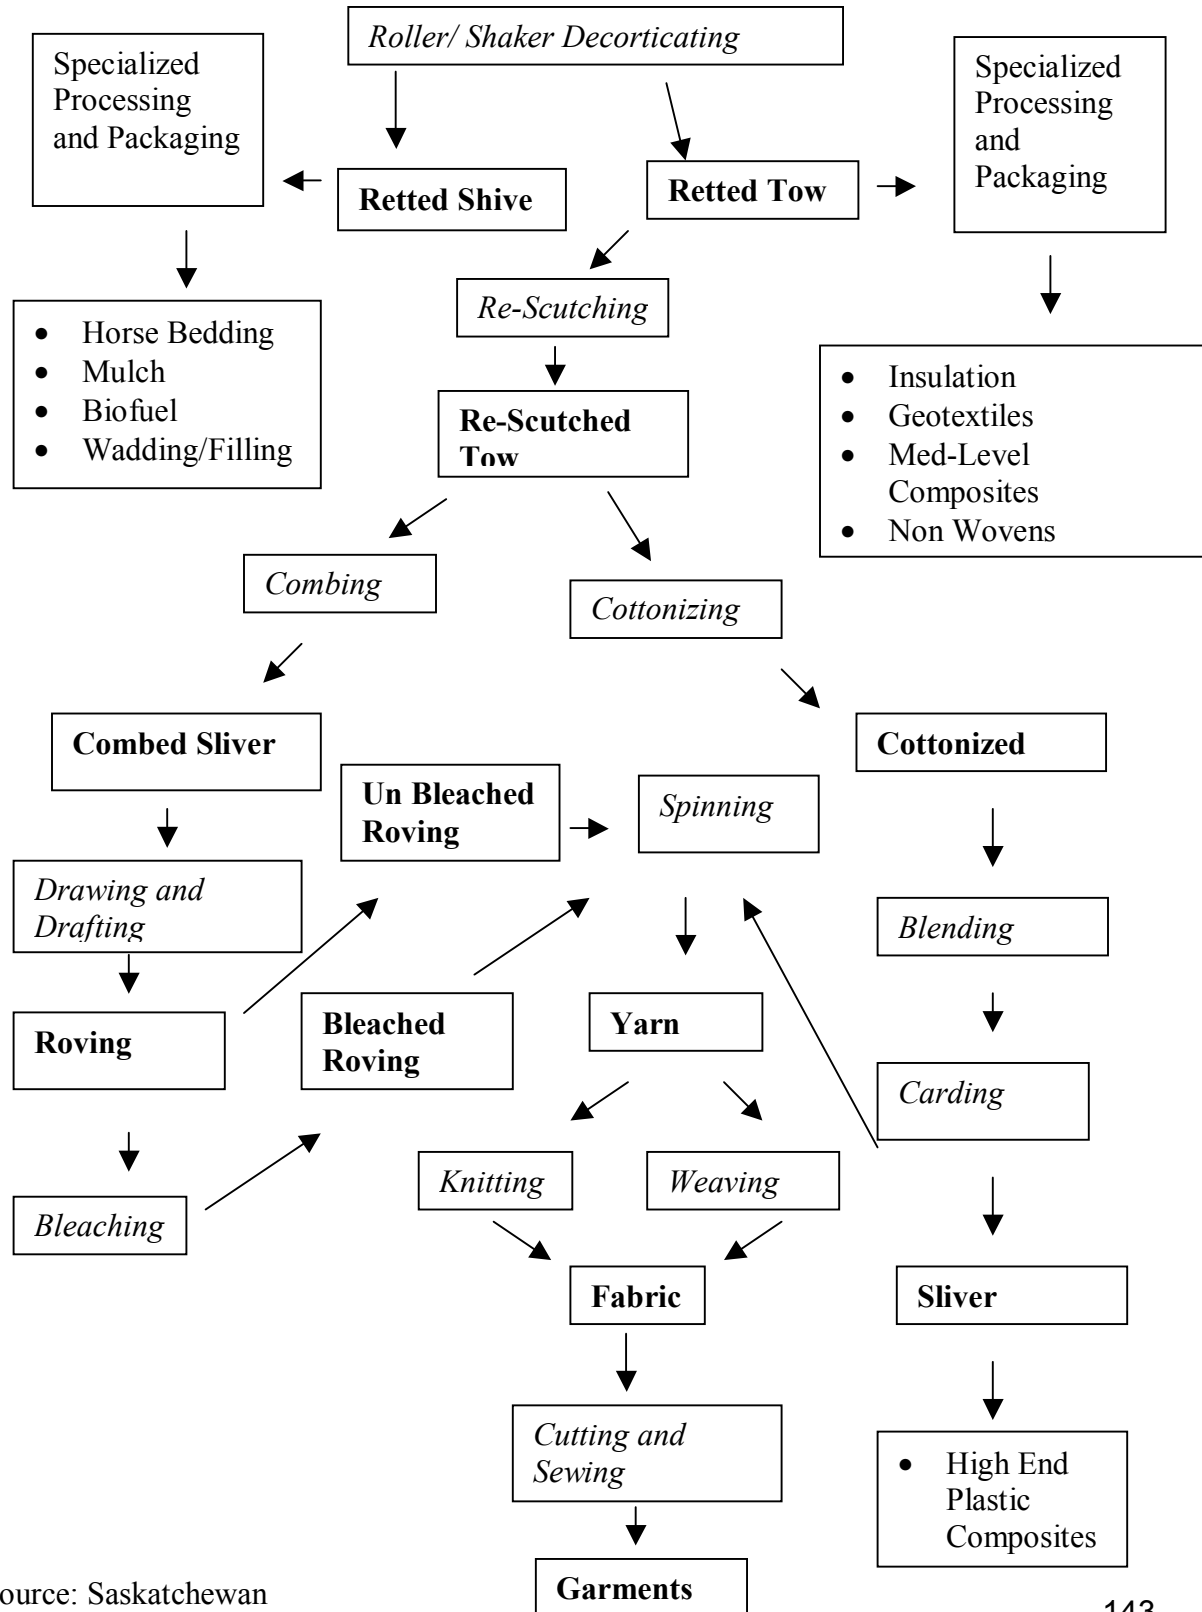 Roller/ Shaker Decorticating
Specialized
Processing
and Packaging
Specialized
Processing
and
Packaging
Retted Shive
Retted Tow
Re-Scutching
• Horse Bedding
• Mulch
• Biofuel
• Wadding/Filling
• Insulation
• Geotextiles
• Med-Level
Composites
• Non Wovens
Re-Scutched
Tow
Combing
Cottonizing
Combed Sliver
Cottonized
Un Bleached
Roving
Spinning
Drawing and
Drafting
Blending
Roving
Bleached
Roving
Yarn
Carding
Bleaching
Knitting
Weaving
Fabric
Sliver
Cutting and
Sewing
• High End
Plastic
Composites
Garments
ource: Saskatchewan
143